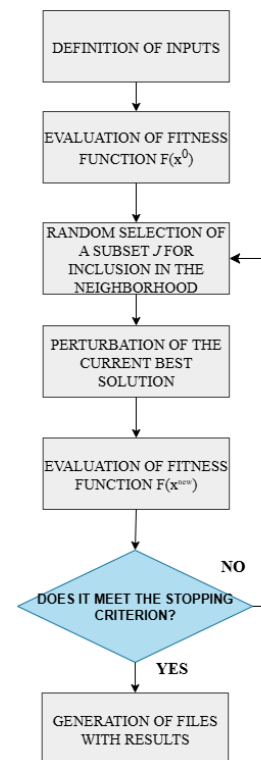 DEFINITION OF INPUTS
EVALUATION OF FITNESS
FUNCTION F(x⁰)
RANDOM SELECTION OF
A SUBSET J FOR
INCLUSION IN THE
NEIGHBORHOOD
PERTURBATION OF THE
CURRENT BEST
SOLUTION
EVALUATION OF FITNESS
FUNCTION F(xⁿᵉʷ)
DOES IT MEET THE STOPPING
CRITERION?
NO
YES
GENERATION OF FILES
WITH RESULTS